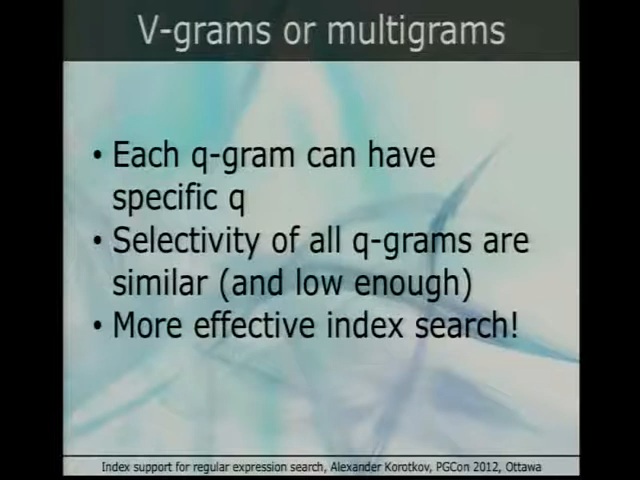 V-grams or multigrams
• Each q-gram can have
specific q
• Selectivity of all q-grams are
similar (and low enough)
• More effective index search!
Index support for regular expression search, Alexander Korotkov, PGCon 2012, Ottawa